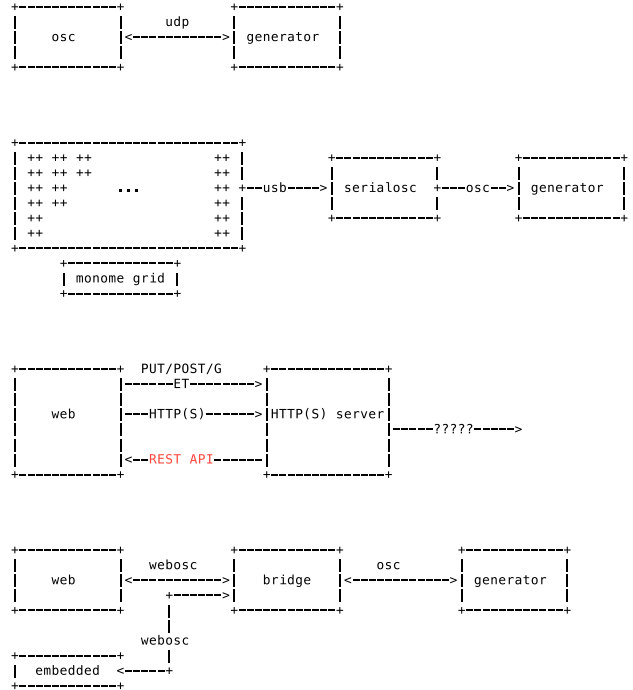 udp
osc
generator
++ ++ ++ ++
++ ++ ++ ++
++ ++ ... ++
usb
serialosc
osc
generator
++ ++ ++
++ ++
++ ++
monome grid
PUT/POST/G
ET
web
HTTP(S)
HTTP(S) server
?????
REST API
webosc
osc
web
bridge
generator
webosc
embedded